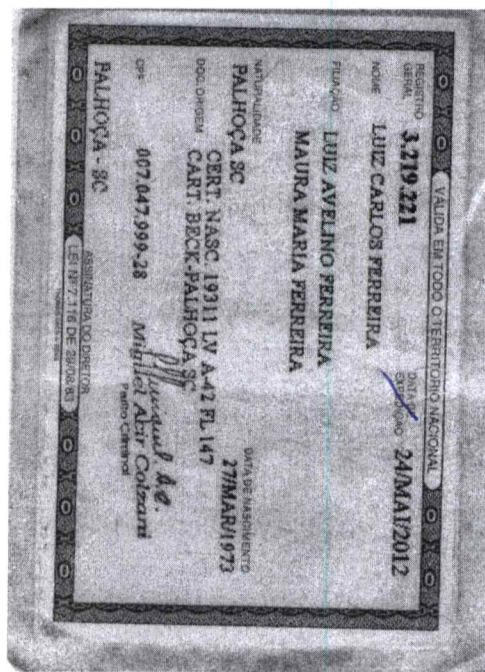 VÁLIDA EM TODO O TERRITÓRIO NACIONAL
REGISTRO GERAL 3.219.221 DATA DE EXPEDIÇÃO 24/MAI/2012
NOME LUIZ CARLOS FERREIRA
FILIAÇÃO LUIZ AVELINO FERREIRA
MAURA MARIA FERREIRA
NATURALIDADE DATA DE NASCIMENTO
PALHOÇA SC 27/MAR/1973
DOC. ORIGEM CERT. NASC. 19311 LV A-42 FL 147
CART. BECK-PALHOÇA SC
CPF 007.047.999-28
Miguel Acir Colzani
Perito Criminal
PALHOÇA - SC
ASSINATURA DO DIRETOR
LEI Nº 7.116 DE 29/08/83